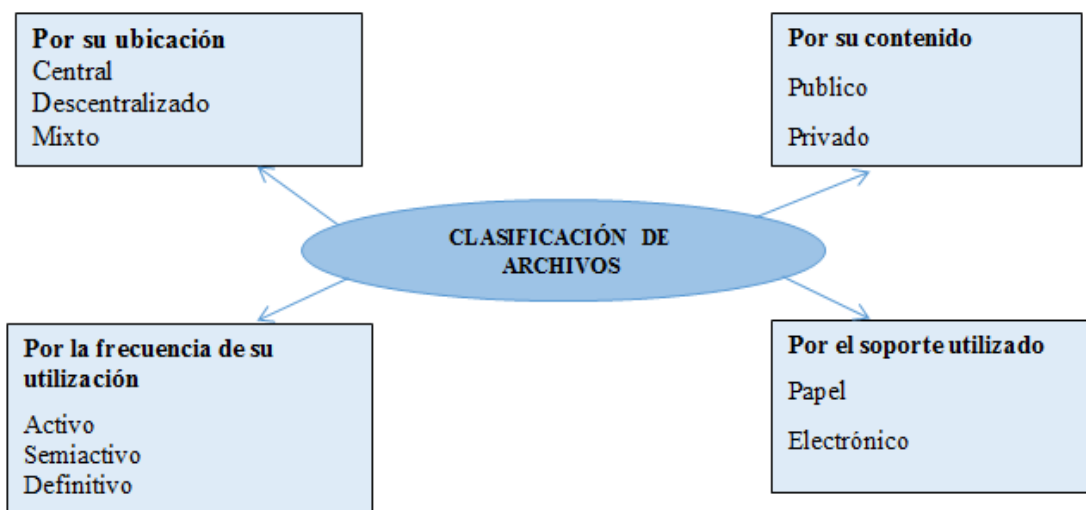 Por su ubicación
Central
Descentralizado
Mixto
Por su contenido
Publico
Privado
CLASIFICACIÓN DE
ARCHIVOS
Por la frecuencia de su
utilización
Activo
Semiactivo
Definitivo
Por el soporte utilizado
Papel
Electrónico